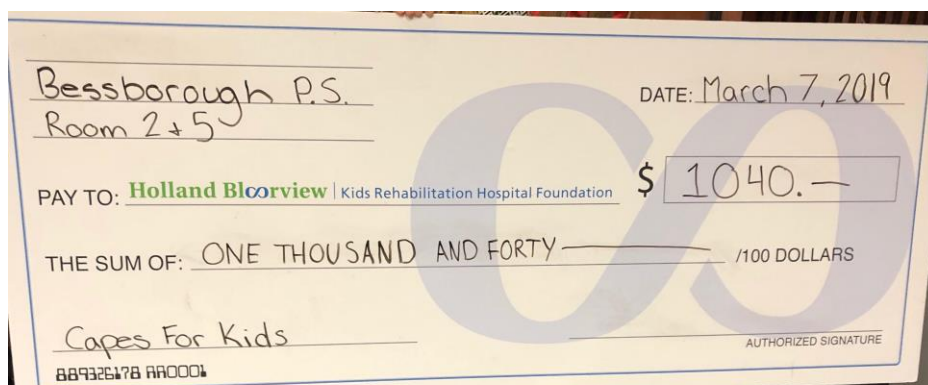 Bessborough P.S.
Room 2 + 5
DATE: March 7, 2019
PAY TO: Holland Bloorview | Kids Rehabilitation Hospital Foundation $ 1040.—
THE SUM OF: ONE THOUSAND AND FORTY —— /100 DOLLARS
Capes For Kids
AUTHORIZED SIGNATURE
889326178 RR0001